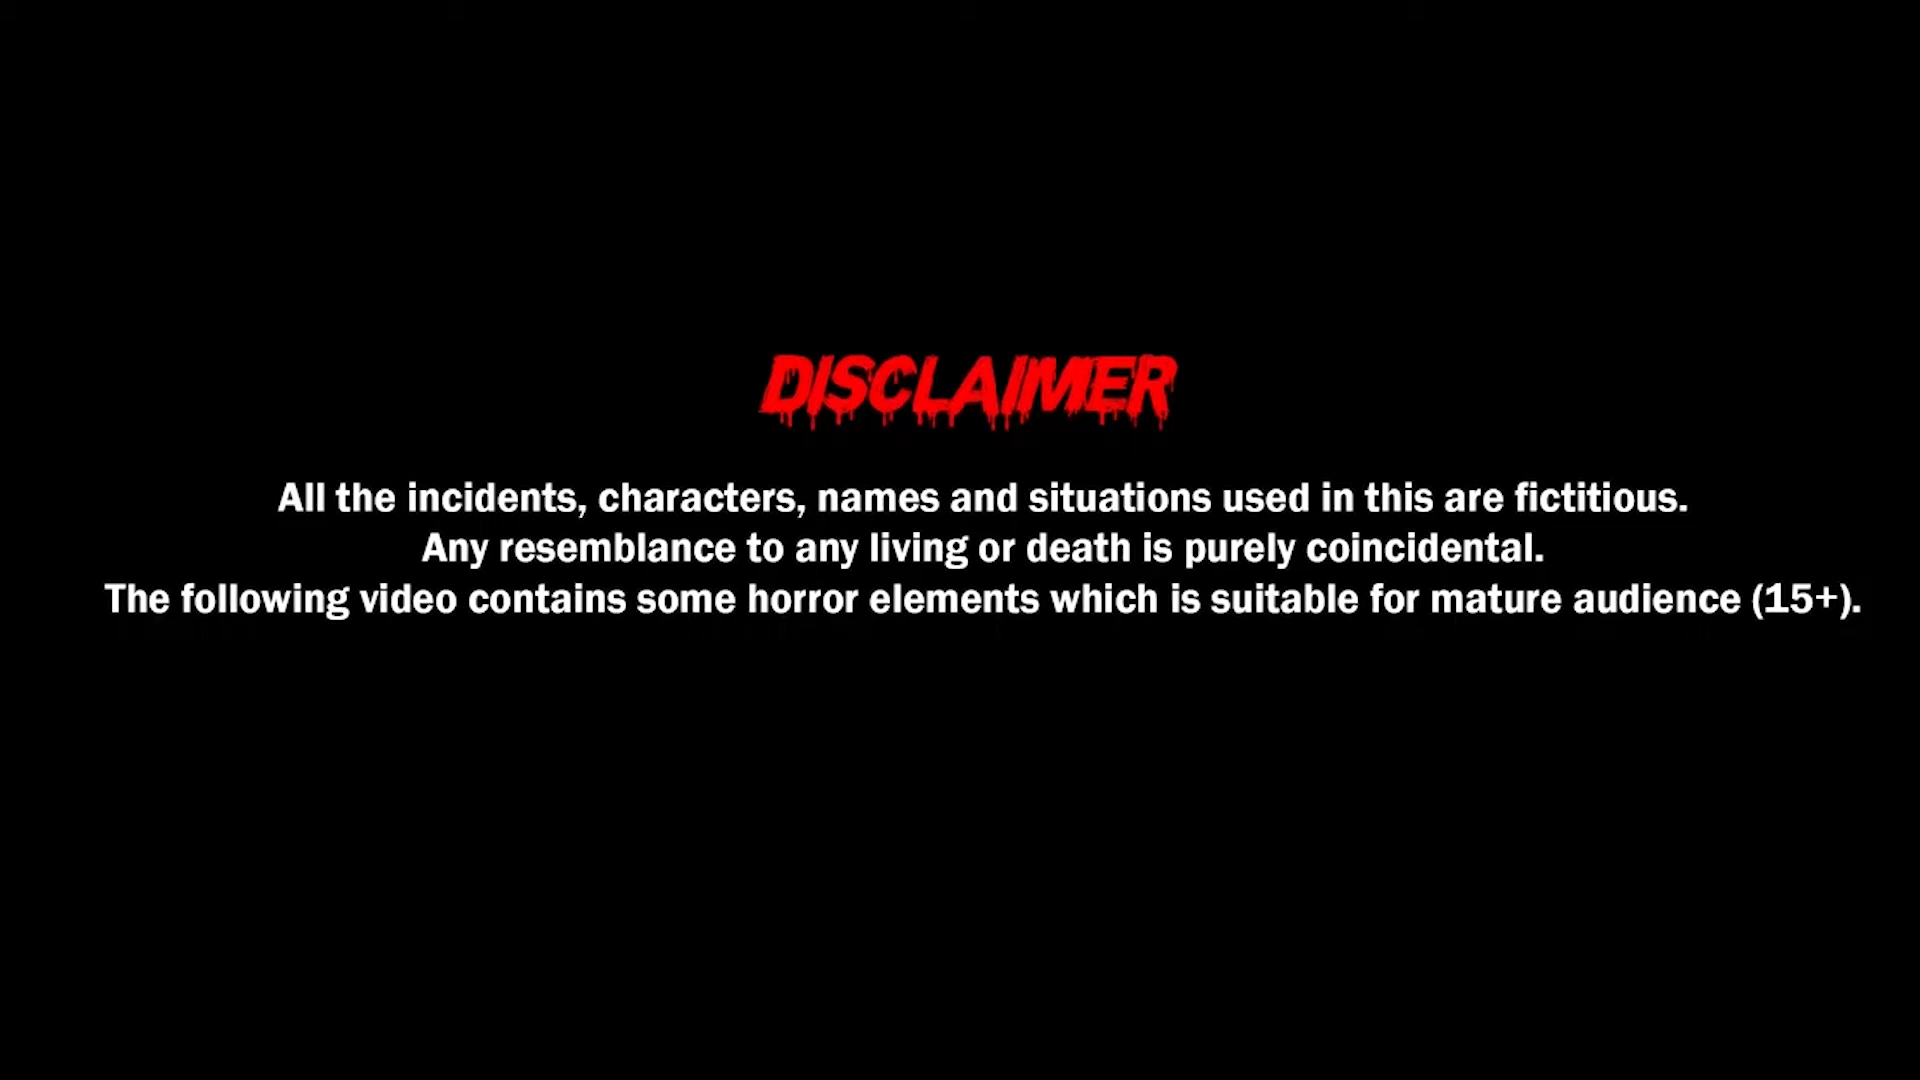 DISCLAIMER
All the incidents, characters, names and situations used in this are fictitious.
Any resemblance to any living or death is purely coincidental.
The following video contains some horror elements which is suitable for mature audience (15+).